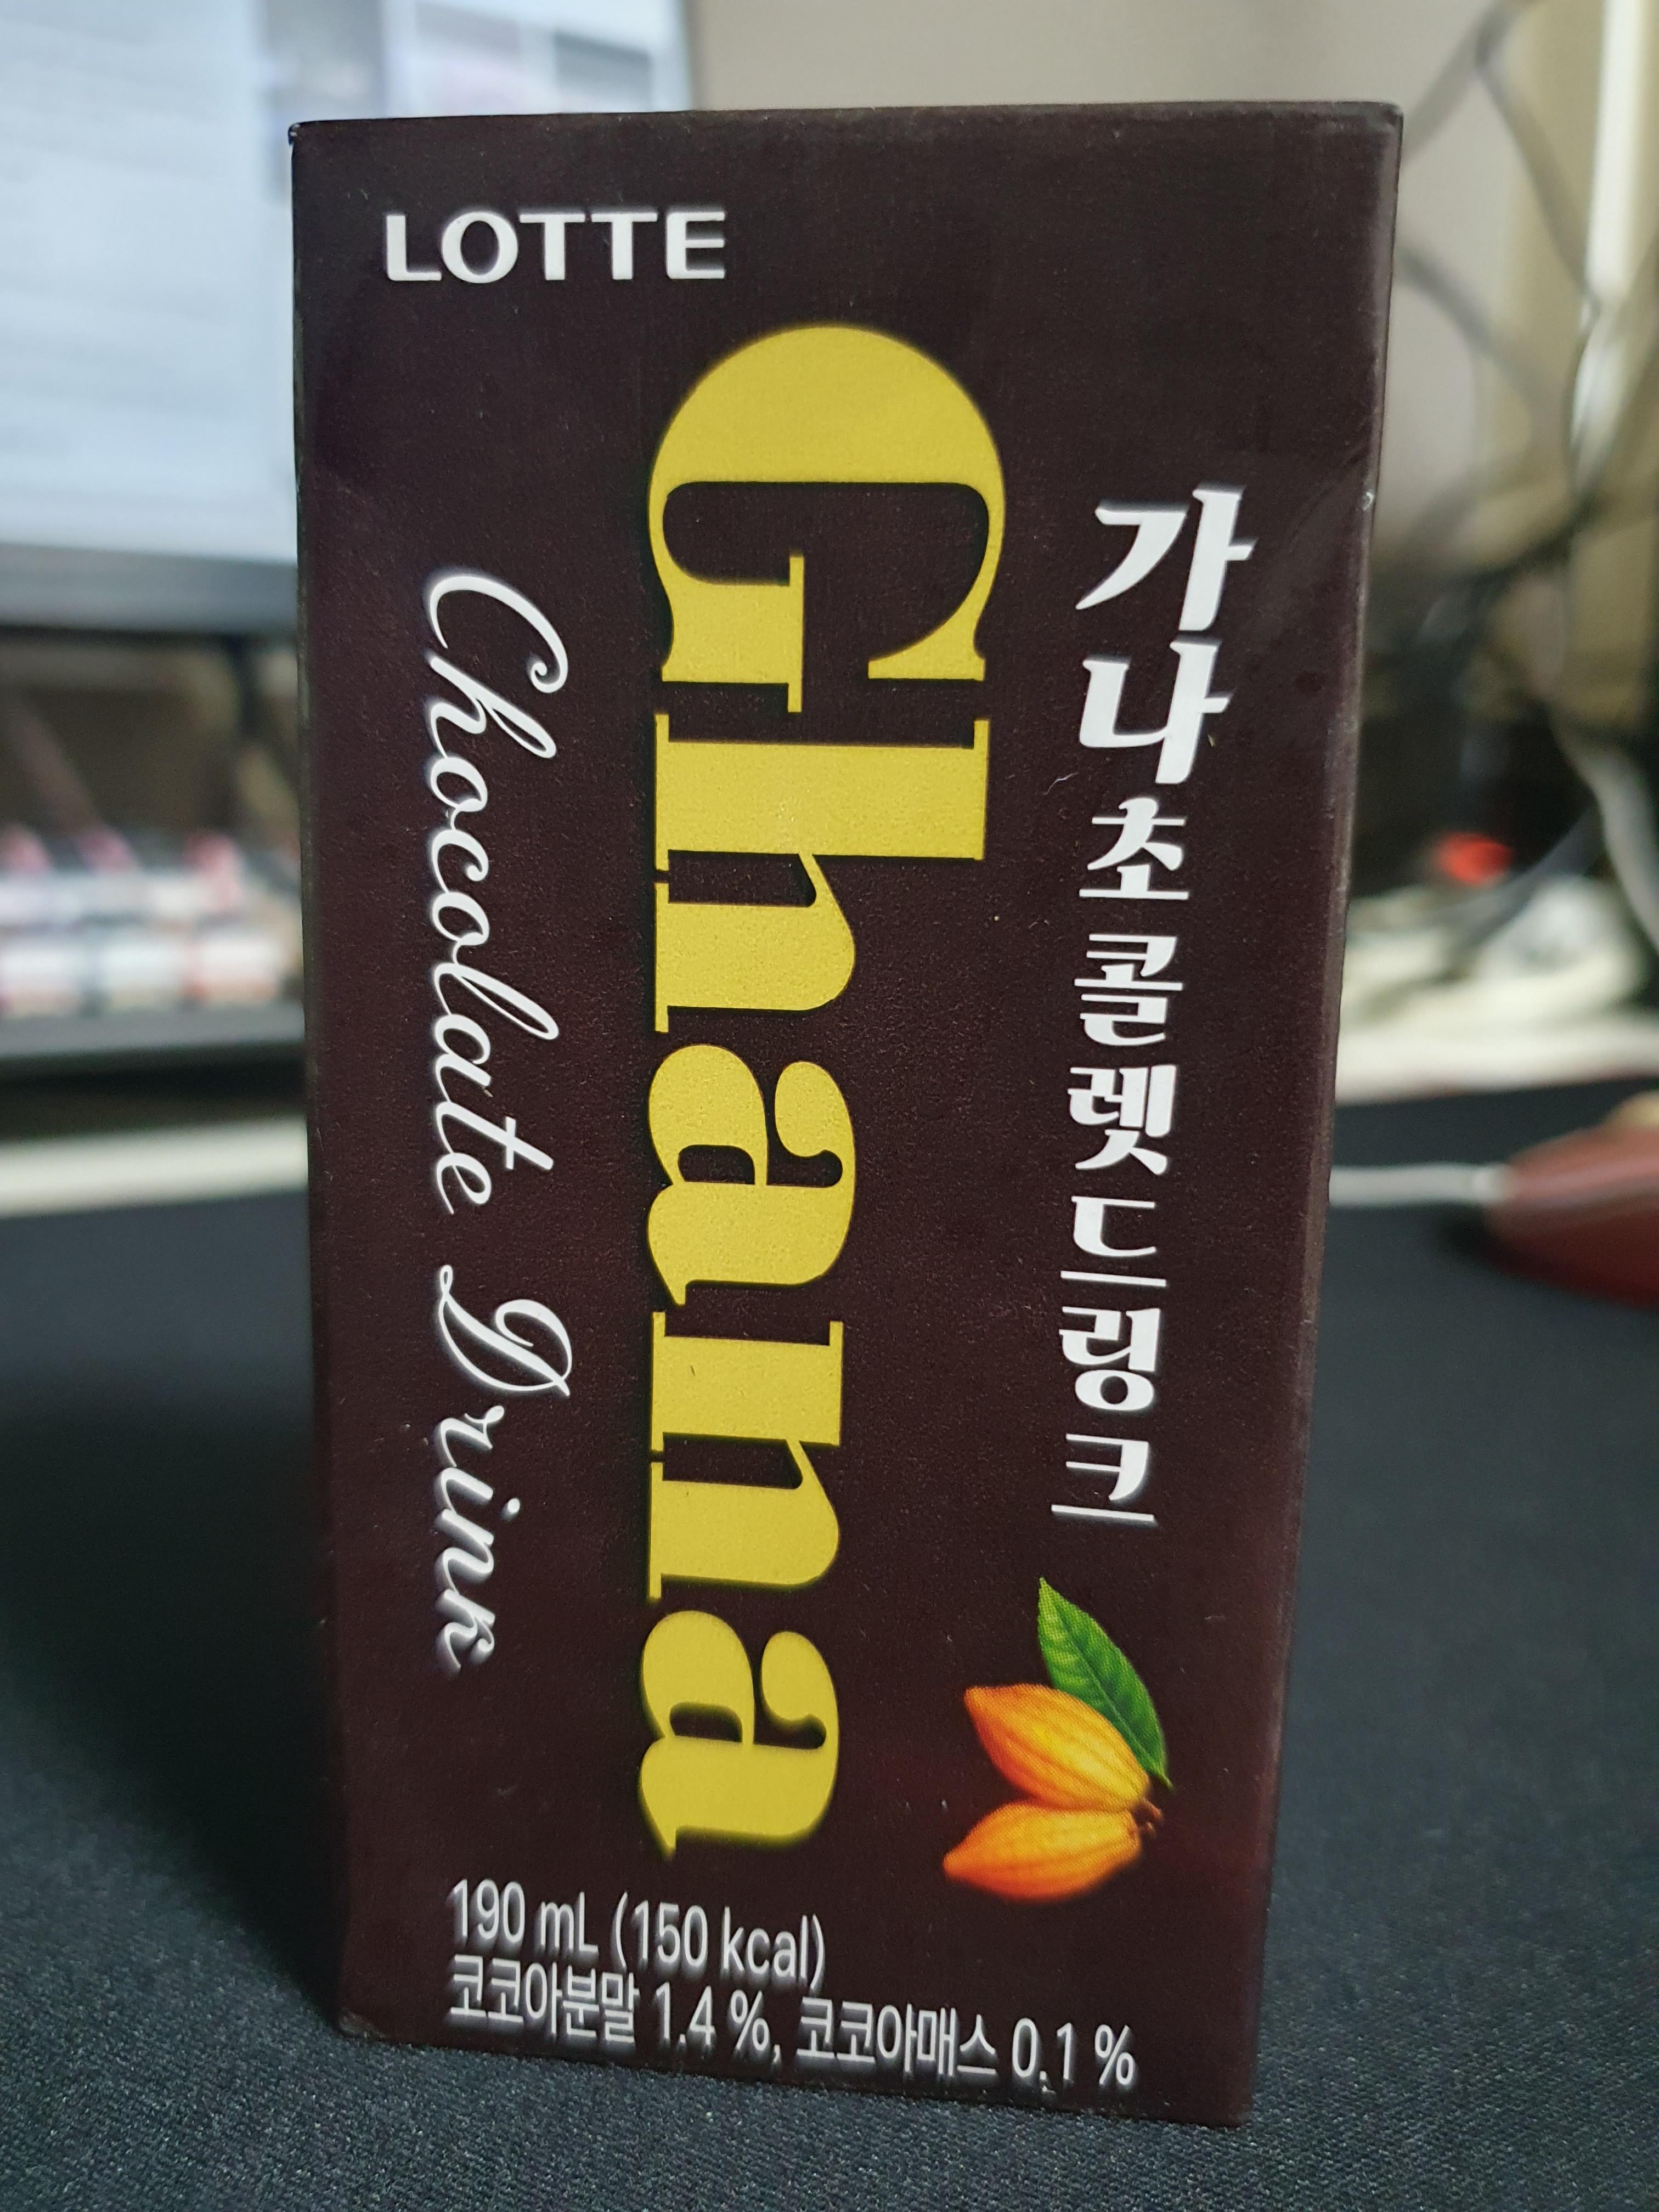 LOTTE
가나초콜렛드링크
Ghana
Chocolate Drink
190 mL (150 kcal)
코코아분말 1.4 %, 코코아매스 0.1 %